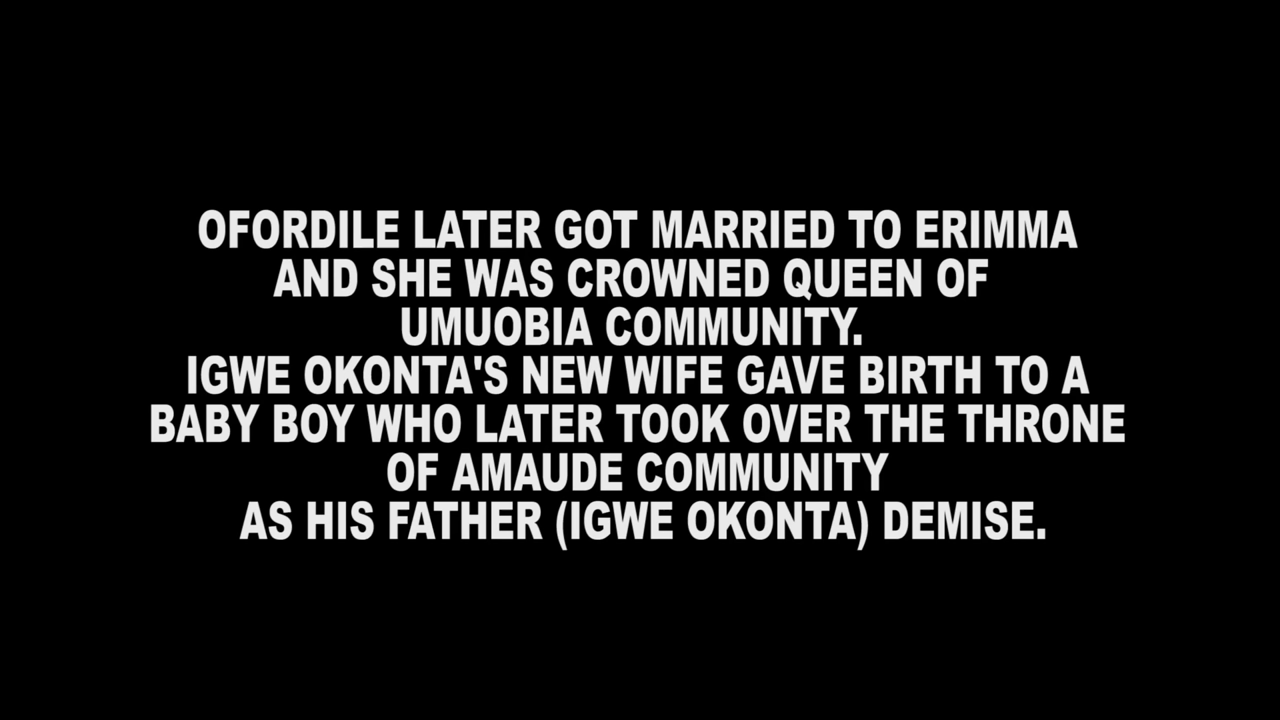 OFORDILE LATER GOT MARRIED TO ERIMMA
AND SHE WAS CROWNED QUEEN OF
UMUOBIA COMMUNITY.
IGWE OKONTA'S NEW WIFE GAVE BIRTH TO A
BABY BOY WHO LATER TOOK OVER THE THRONE
OF AMAUDE COMMUNITY
AS HIS FATHER (IGWE OKONTA) DEMISE.